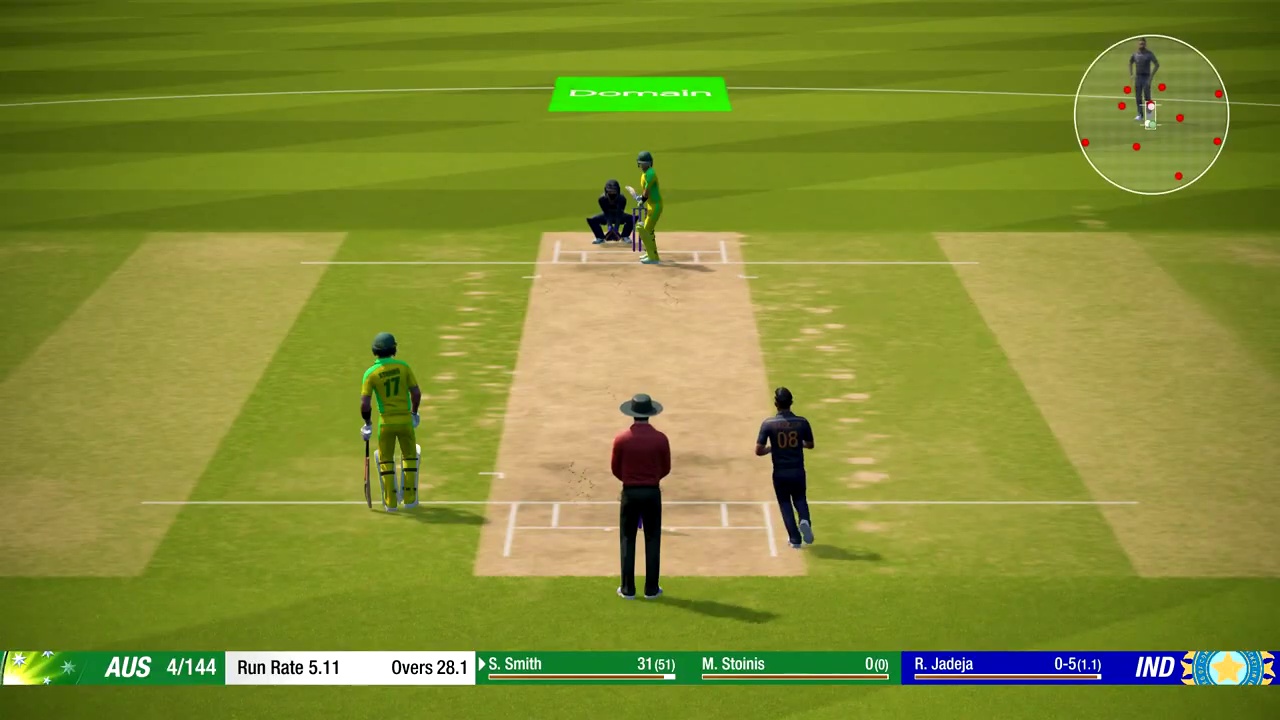 Domain
17
08
AUS 4/144 Run Rate 5.11 Overs 28.1 S. Smith 31(51) M. Stoinis 0(0) R. Jadeja 0-5(1.1) IND